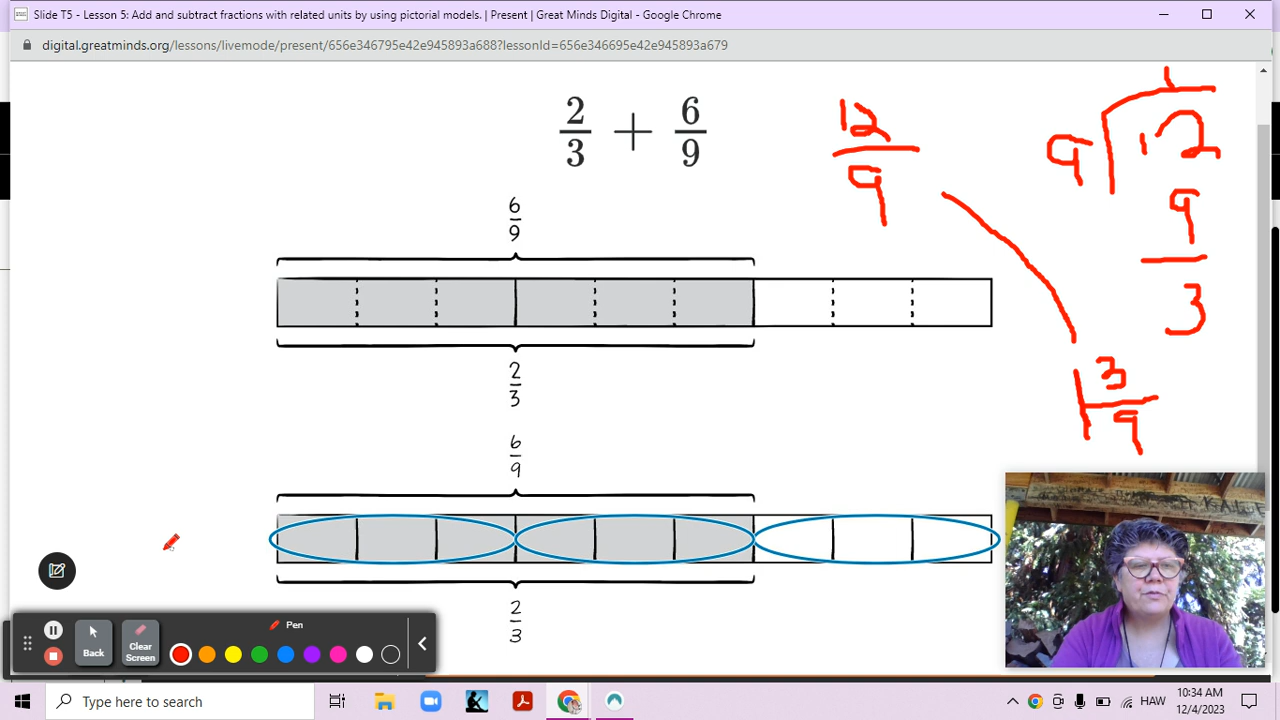 Slide T5 - Lesson 5: Add and subtract fractions with related units by using pictorial models. | Present | Great Minds Digital - Google Chrome
digital.greatminds.org/lessons/livemode/present/656e346795e42e945893a688?lessonId=656e346695e42e945893a679
2/3 + 6/9
12/9
1
9 12
9
3
1 3/9
6/9
2/3
6/9
2/3
Pen
Back
Clear Screen
Type here to search
HAW
10:34 AM
12/4/2023